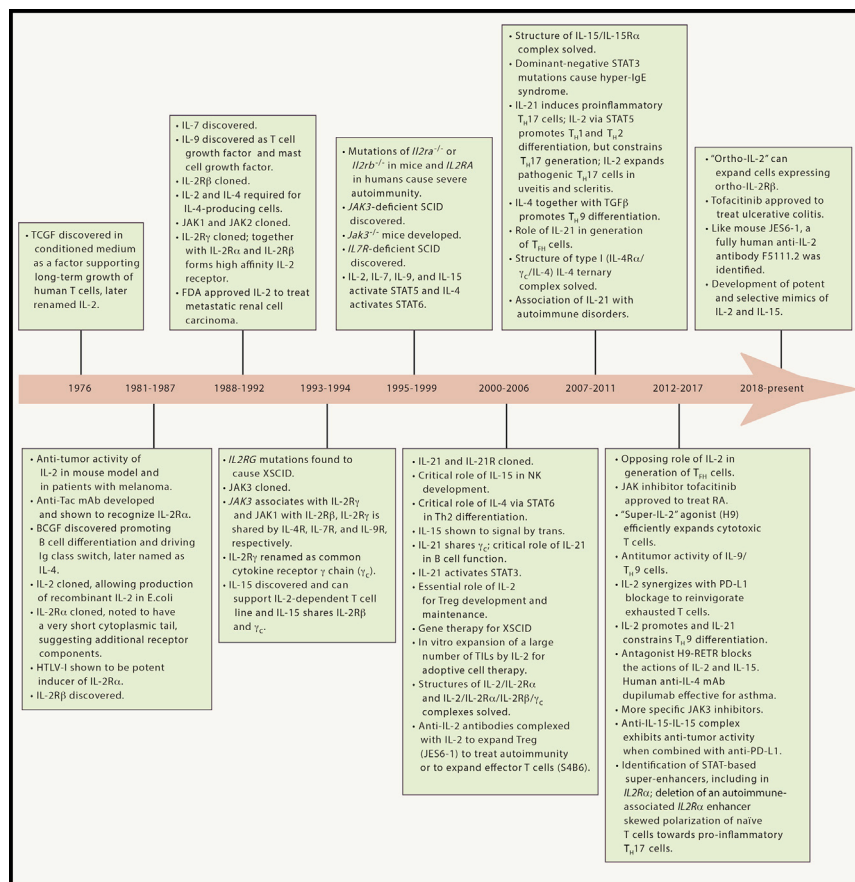 • TCGF discovered in
conditioned medium
as a factor supporting
long-term growth of
human T cells, later
renamed IL-2.
• IL-7 discovered.
• IL-9 discovered as T cell
growth factor and mast
cell growth factor.
• IL-2Rβ cloned.
• IL-2 and IL-4 required for
IL-4-producing cells.
• JAK1 and JAK2 cloned.
• IL-2Rγ cloned; together
with IL-2Rα and IL-2Rβ
forms high affinity IL-2
receptor.
• FDA approved IL-2 to treat
metastatic renal cell
carcinoma.
• Mutations of Il2ra-/- or
Il2rb-/- in mice and IL2RA
in humans cause severe
autoimmunity.
• JAK3-deficient SCID
discovered.
• Jak3-/- mice developed.
• IL7R-deficient SCID
discovered.
• IL-2, IL-7, IL-9, and IL-15
activate STAT5 and IL-4
activates STAT6.
• Structure of IL-15/IL-15Rα
complex solved.
• Dominant-negative STAT3
mutations cause hyper-IgE
syndrome.
• IL-21 induces proinflammatory
TH17 cells; IL-2 via STAT5
promotes TH1 and TH2
differentiation, but constrains
TH17 generation; IL-2 expands
pathogenic TH17 cells in
uveitis and scleritis.
• IL-4 together with TGFβ
promotes TH9 differentiation.
• Role of IL-21 in generation
of TFH cells.
• Structure of type I (IL-4Rα/
γc/IL-4) IL-4 ternary
complex solved.
• Association of IL-21 with
autoimmune disorders.
• "Ortho-IL-2" can
expand cells expressing
ortho-IL-2Rβ.
• Tofacitinib approved to
treat ulcerative colitis.
• Like mouse JES6-1, a
fully human anti-IL-2
antibody F5111.2 was
identified.
• Development of potent
and selective mimics of
IL-2 and IL-15.
1976 1981-1987 1988-1992 1993-1994 1995-1999 2000-2006 2007-2011 2012-2017 2018-present
• Anti-tumor activity of
IL-2 in mouse model and
in patients with melanoma.
• Anti-Tac mAb developed
and shown to recognize IL-2Rα.
• BCGF discovered promoting
B cell differentiation and driving
Ig class switch, later named as
IL-4.
• IL-2 cloned, allowing production
of recombinant IL-2 in E.coli
• IL-2Rα cloned, noted to have
a very short cytoplasmic tail,
suggesting additional receptor
components.
• HTLV-I shown to be potent
inducer of IL-2Rα.
• IL-2Rβ discovered.
• IL2RG mutations found to
cause XSCID.
• JAK3 cloned.
• JAK3 associates with IL-2Rγ
and JAK1 with IL-2Rβ, IL-2Rγ is
shared by IL-4R, IL-7R, and IL-9R,
respectively.
• IL-2Rγ renamed as common
cytokine receptor γ chain (γc).
• IL-15 discovered and can
support IL-2-dependent T cell
line and IL-15 shares IL-2Rβ
and γc.
• IL-21 and IL-21R cloned.
• Critical role of IL-15 in NK
development.
• Critical role of IL-4 via STAT6
in Th2 differentiation.
• IL-15 shown to signal by trans.
• IL-21 shares γc; critical role of IL-21
in B cell function.
• IL-21 activates STAT3.
• Essential role of IL-2
for Treg development and
maintenance.
• Gene therapy for XSCID
• In vitro expansion of a large
number of TILs by IL-2 for
adoptive cell therapy.
• Structures of IL-2/IL-2Rα
and IL-2/IL-2Rα/IL-2Rβ/γc
complexes solved.
• Anti-IL-2 antibodies complexed
with IL-2 to expand Treg
(JES6-1) to treat autoimmunity
or to expand effector T cells (S4B6).
• Opposing role of IL-2 in
generation of TFH cells.
• JAK inhibitor tofacitinib
approved to treat RA.
• "Super-IL-2" agonist (H9)
efficiently expands cytotoxic
T cells.
• Antitumor activity of IL-9/
TH9 cells.
• IL-2 synergizes with PD-L1
blockage to reinvigorate
exhausted T cells.
• IL-2 promotes and IL-21
constrains TH9 differentiation.
• Antagonist H9-RETR blocks
the actions of IL-2 and IL-15.
Human anti-IL-4 mAb
dupilumab effective for asthma.
• More specific JAK3 inhibitors.
• Anti-IL-15-IL-15 complex
exhibits anti-tumor activity
when combined with anti-PD-L1.
• Identification of STAT-based
super-enhancers, including in
IL2Rα; deletion of an autoimmune-
associated IL2Rα enhancer
skewed polarization of naïve
T cells towards pro-inflammatory
TH17 cells.